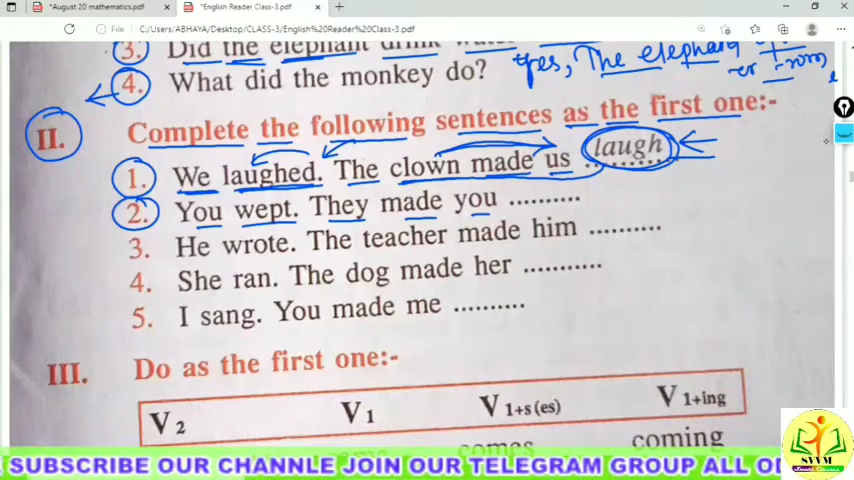 *August 20 mathematics.pdf
*English Reader Class-3.pdf
File
C:/Users/ABHAYA/Desktop/CLASS-3/English%20Reader%20Class-3.pdf
3. Did the elephant drink
4. What did the monkey do?
yes, The elephant
II. Complete the following sentences as the first one:-
1. We laughed. The clown made us laugh
2. You wept. They made you ..........
3. He wrote. The teacher made him ..........
4. She ran. The dog made her ...........
5. I sang. You made me ..........
III. Do as the first one:-
V2 V1 V1+s(es) V1+ing
comes coming
SUBSCRIBE OUR CHANNLE JOIN OUR TELEGRAM GROUP ALL
SVVM